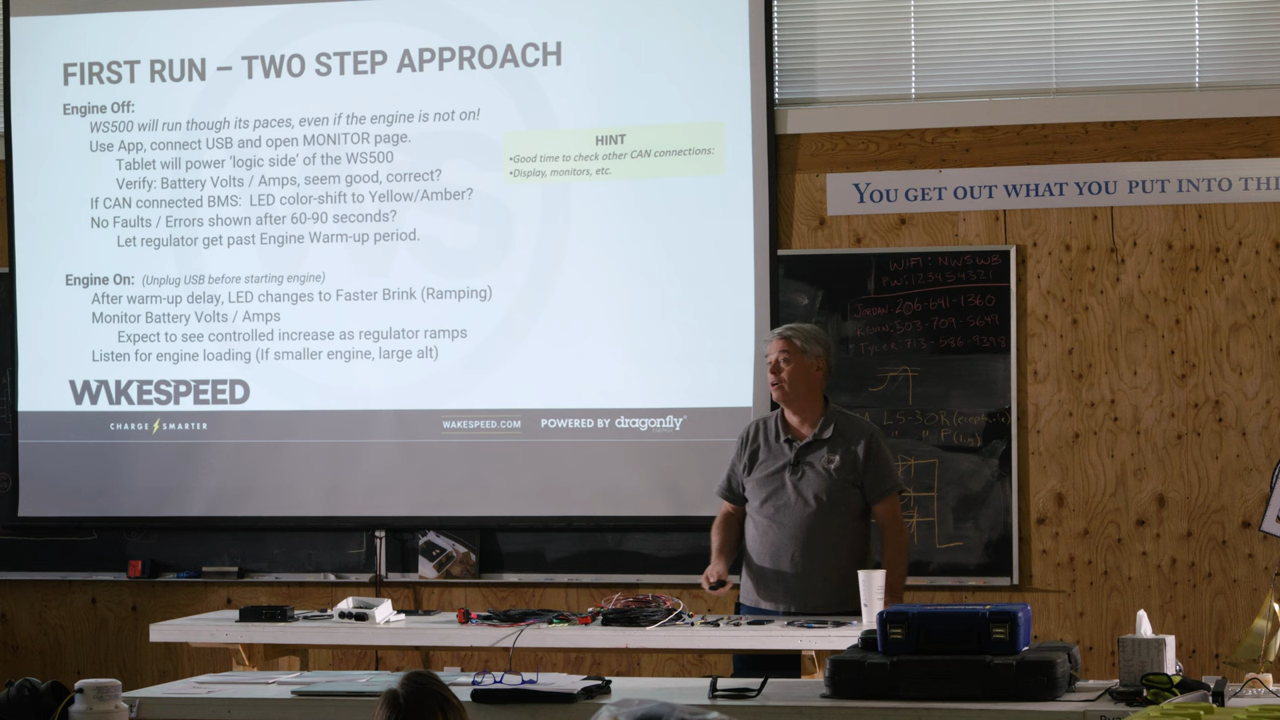 FIRST RUN – TWO STEP APPROACH
Engine Off:
WS500 will run though its paces, even if the engine is not on!
Use App, connect USB and open MONITOR page.
Tablet will power 'logic side' of the WS500
Verify: Battery Volts / Amps, seem good, correct?
If CAN connected BMS: LED color-shift to Yellow/Amber?
No Faults / Errors shown after 60-90 seconds?
Let regulator get past Engine Warm-up period.
HINT
•Good time to check other CAN connections:
•Display, monitors, etc.
Engine On: (Unplug USB before starting engine)
After warm-up delay, LED changes to Faster Brink (Ramping)
Monitor Battery Volts / Amps
Expect to see controlled increase as regulator ramps
Listen for engine loading (If smaller engine, large alt)
WAKESPEED
CHARGE SMARTER
WAKESPEED.COM
POWERED BY dragonfly
YOU GET OUT WHAT YOU PUT INTO
WIFI: NWSWB
PW: 123454321
JORDAN: 206-641-1360
KEVIN: 503-709-5649
TYLER: 713-586-9398
L5-30R
" " P